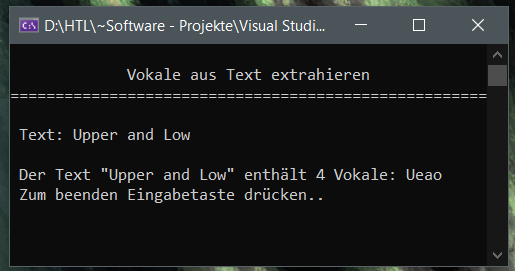 D:\HTL\~Software - Projekte\Visual Studi...
Vokale aus Text extrahieren
=====================================================
Text: Upper and Low
Der Text "Upper and Low" enthält 4 Vokale: Ueao
Zum beenden Eingabetaste drücken..